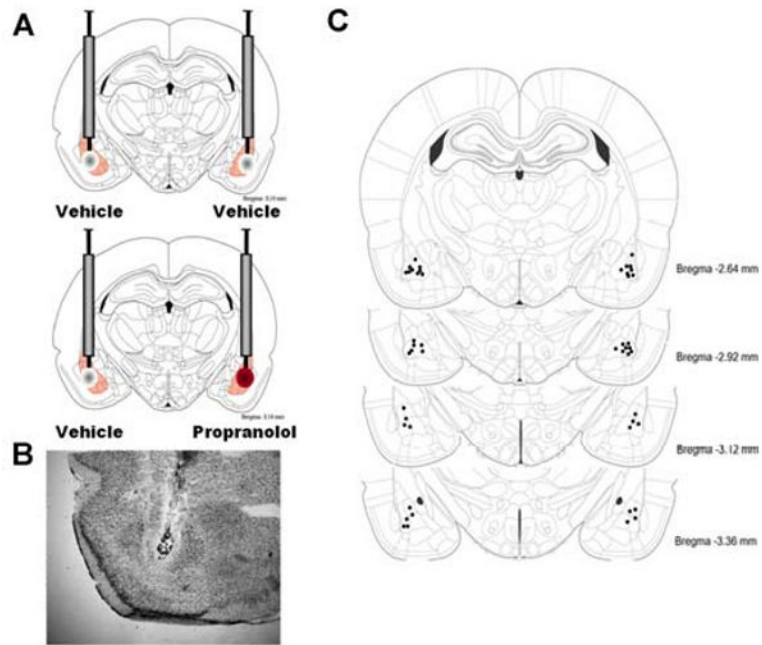 A
Vehicle
Vehicle
Vehicle
Propranolol
B
C
Bregma -2.64 mm
Bregma -2.92 mm
Bregma -3.12 mm
Bregma -3.36 mm